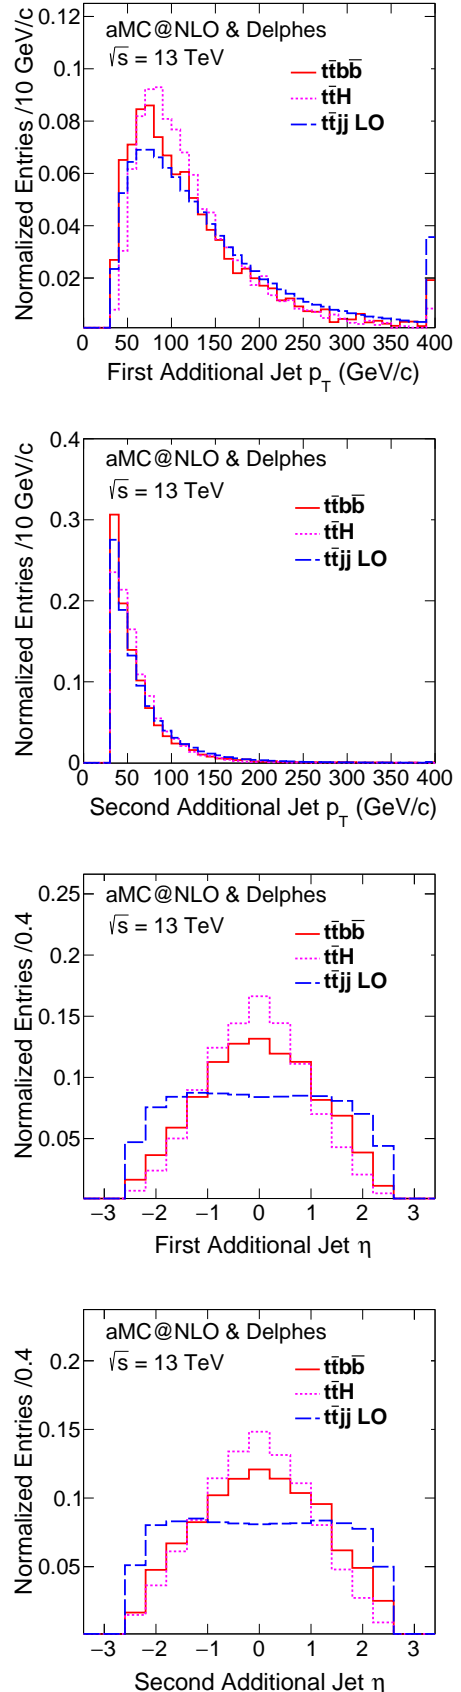 0.12
aMC@NLO & Delphes
√s = 13 TeV
0.1
tt̄bb̄
tt̄H
tt̄jj LO
0.08
0.06
0.04
0.02
Normalized Entries /10 GeV/c
0 50 100 150 200 250 300 350 400
First Additional Jet p_T (GeV/c)
0.4
aMC@NLO & Delphes
√s = 13 TeV
tt̄bb̄
tt̄H
tt̄jj LO
0.3
0.2
0.1
0
Normalized Entries /10 GeV/c
0 50 100 150 200 250 300 350 400
Second Additional Jet p_T (GeV/c)
aMC@NLO & Delphes
√s = 13 TeV
0.25
tt̄bb̄
tt̄H
tt̄jj LO
0.2
0.15
0.1
0.05
Normalized Entries /0.4
−3 −2 −1 0 1 2 3
First Additional Jet η
aMC@NLO & Delphes
√s = 13 TeV
0.2
tt̄bb̄
tt̄H
tt̄jj LO
0.15
0.1
0.05
Normalized Entries /0.4
−3 −2 −1 0 1 2 3
Second Additional Jet η